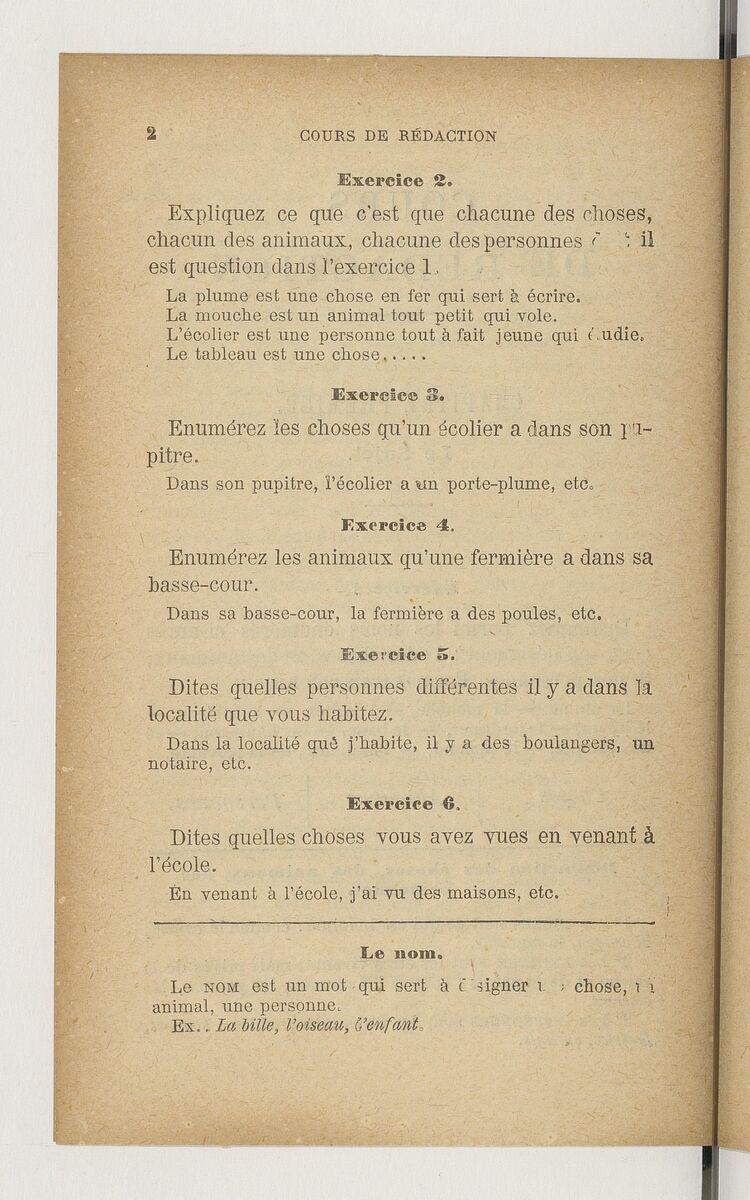 2
COURS DE RÉDACTION
Exercice 2.
Expliquez ce que c'est que chacune des choses,
chacun des animaux, chacune des personnes il
est question dans l'exercice 1.
La plume est une chose en fer qui sert à écrire.
La mouche est un animal tout petit qui vole.
L'écolier est une personne tout à fait jeune qui étudie.
Le tableau est une chose.....
Exercice 3.
Enumérez les choses qu'un écolier a dans son pu-
pitre.
Dans son pupitre, l'écolier a un porte-plume, etc.
Exercice 4.
Enumérez les animaux qu'une fermière a dans sa
basse-cour.
Dans sa basse-cour, la fermière a des poules, etc.
Exercice 5.
Dites quelles personnes différentes il y a dans la
localité que vous habitez.
Dans la localité que j'habite, il y a des boulangers, un
notaire, etc.
Exercice 6.
Dites quelles choses vous avez vues en venant à
l'école.
En venant à l'école, j'ai vu des maisons, etc.
Le nom.
Le NOM est un mot qui sert à désigner chose,
animal, une personne.
Ex.. La bille, l'oiseau, l'enfant.